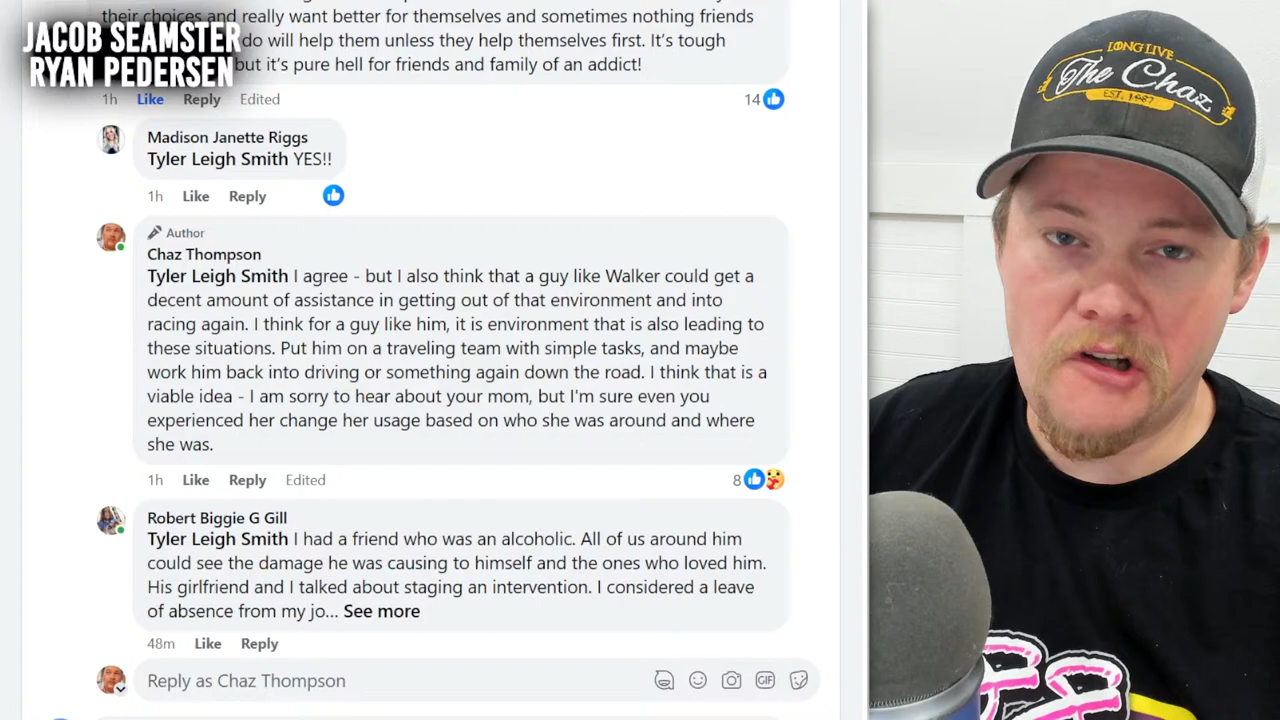 their choices and really want better for themselves and sometimes nothing friends
JACOB SEAMSTER
do will help them unless they help themselves first. It's tough
RYAN PEDERSEN
but it's pure hell for friends and family of an addict!
1h Like Reply Edited 14
Madison Janette Riggs
Tyler Leigh Smith YES!!
1h Like Reply
Author
Chaz Thompson
Tyler Leigh Smith I agree - but I also think that a guy like Walker could get a
decent amount of assistance in getting out of that environment and into
racing again. I think for a guy like him, it is environment that is also leading to
these situations. Put him on a traveling team with simple tasks, and maybe
work him back into driving or something again down the road. I think that is a
viable idea - I am sorry to hear about your mom, but I'm sure even you
experienced her change her usage based on who she was around and where
she was.
1h Like Reply Edited 8
Robert Biggie G Gill
Tyler Leigh Smith I had a friend who was an alcoholic. All of us around him
could see the damage he was causing to himself and the ones who loved him.
His girlfriend and I talked about staging an intervention. I considered a leave
of absence from my jo... See more
48m Like Reply
Reply as Chaz Thompson
GIF
LONG LIVE
The Chaz
EST. 1987